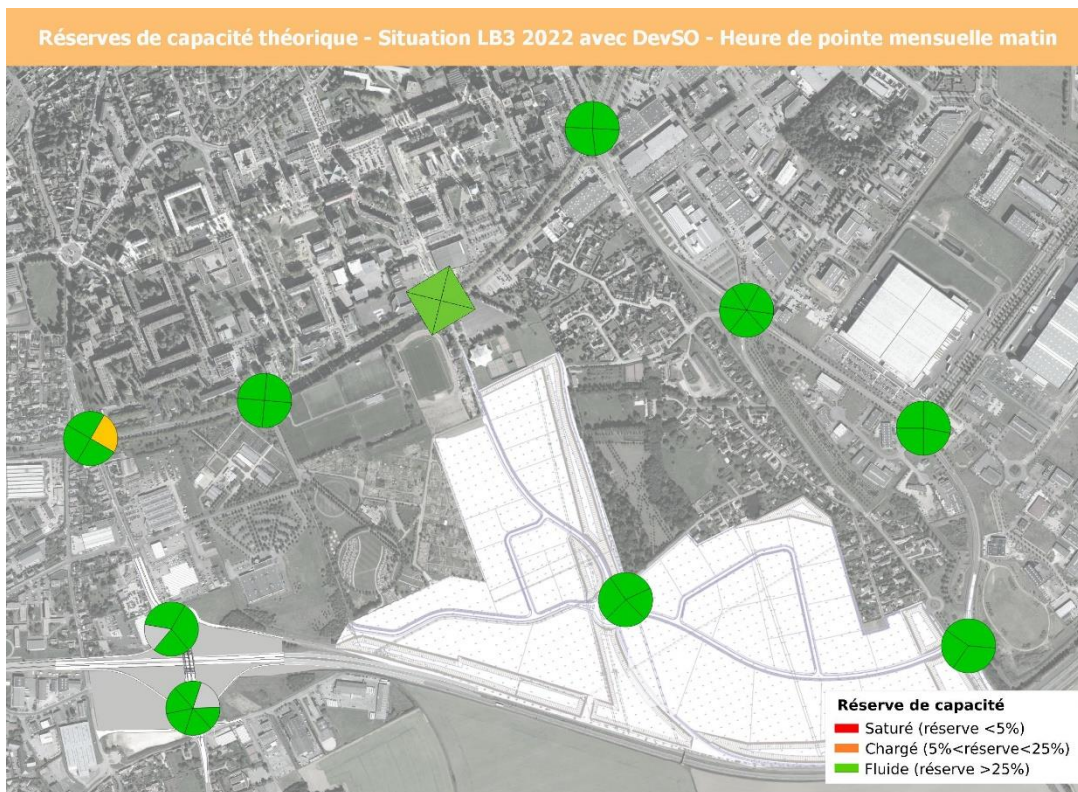 Réserves de capacité théorique - Situation LB3 2022 avec DevSO - Heure de pointe mensuelle matin
Réserve de capacité
Saturé (réserve <5%)
Chargé (5%<réserve<25%)
Fluide (réserve >25%)